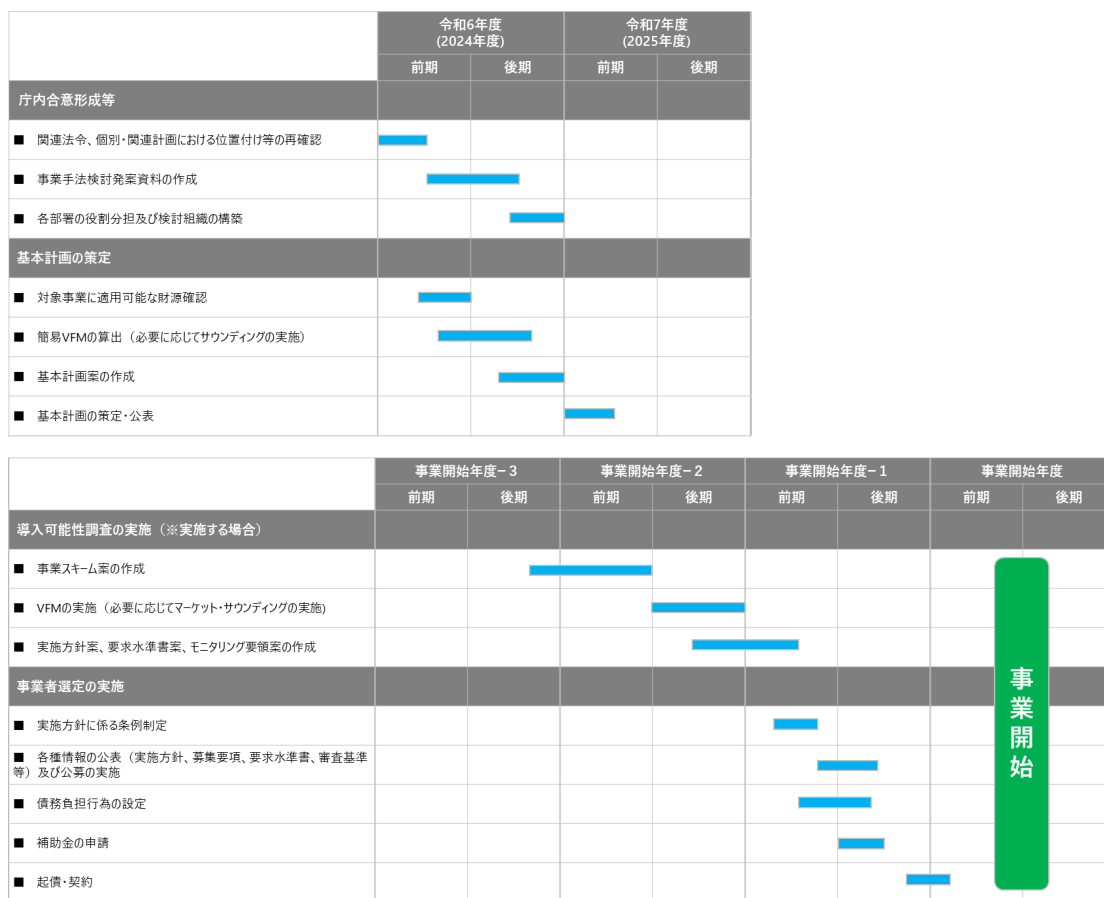 令和6年度
(2024年度)
令和7年度
(2025年度)
前期
後期
前期
後期
庁内合意形成等
■ 関連法令、個別・関連計画における位置付け等の再確認
■ 事業手法検討発案資料の作成
■ 各部署の役割分担及び検討組織の構築
基本計画の策定
■ 対象事業に適用可能な財源確認
■ 簡易VFMの算出（必要に応じてサウンディングの実施）
■ 基本計画案の作成
■ 基本計画の策定・公表
事業開始年度－3
事業開始年度－2
事業開始年度－1
事業開始年度
前期
後期
前期
後期
前期
後期
前期
後期
導入可能性調査の実施（※実施する場合）
■ 事業スキーム案の作成
■ VFMの実施（必要に応じてマーケット・サウンディングの実施)
■ 実施方針案、要求水準書案、モニタリング要領案の作成
事業者選定の実施
■ 実施方針に係る条例制定
■ 各種情報の公表（実施方針、募集要項、要求水準書、審査基準
等）及び公募の実施
■ 債務負担行為の設定
■ 補助金の申請
■ 起債・契約
事業開始